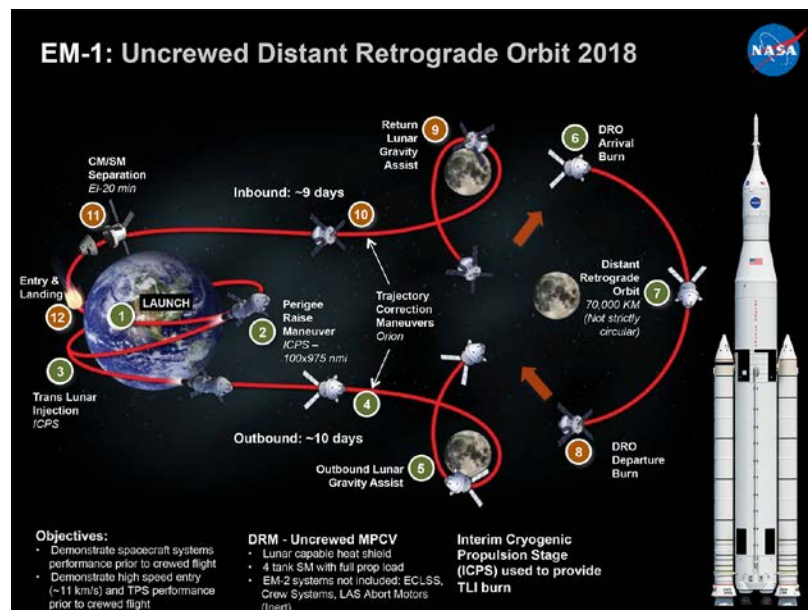 EM-1: Uncrewed Distant Retrograde Orbit 2018
NASA
CM/SM
Separation
EI-20 min
11
Inbound: ~9 days
10
Return
Lunar
Gravity
Assist
9
6
DRO
Arrival
Burn
Entry &
Landing
12
LAUNCH
1
2
Perigee
Raise
Maneuver
ICPS –
100x975 nmi
Trajectory
Correction
Maneuvers
Orion
Distant
Retrograde
Orbit
70,000 KM
(Not strictly
circular)
7
3
Trans Lunar
Injection
ICPS
4
Outbound: ~10 days
5
Outbound Lunar
Gravity Assist
8
DRO
Departure
Burn
Objectives:
• Demonstrate spacecraft systems
performance prior to crewed flight
• Demonstrate high speed entry
(~11 km/s) and TPS performance
prior to crewed flight
DRM - Uncrewed MPCV
• Lunar capable heat shield
• 4 tank SM with full prop load
• EM-2 systems not included: ECLSS,
Crew Systems, LAS Abort Motors
(Inert)
Interim Cryogenic
Propulsion Stage
(ICPS) used to provide
TLI burn